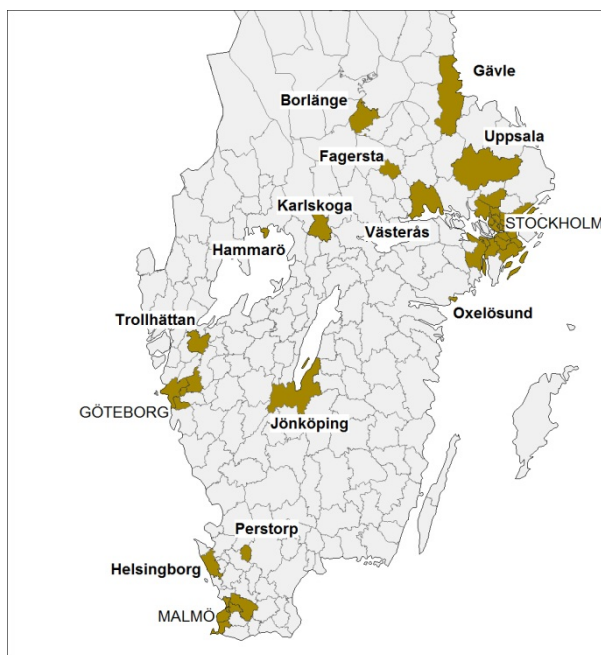 Gävle
Borlänge
Uppsala
Fagersta
Karlskoga
STOCKHOLM
Västerås
Hammarö
Oxelösund
Trollhättan
GÖTEBORG
Jönköping
Perstorp
Helsingborg
MALMÖ